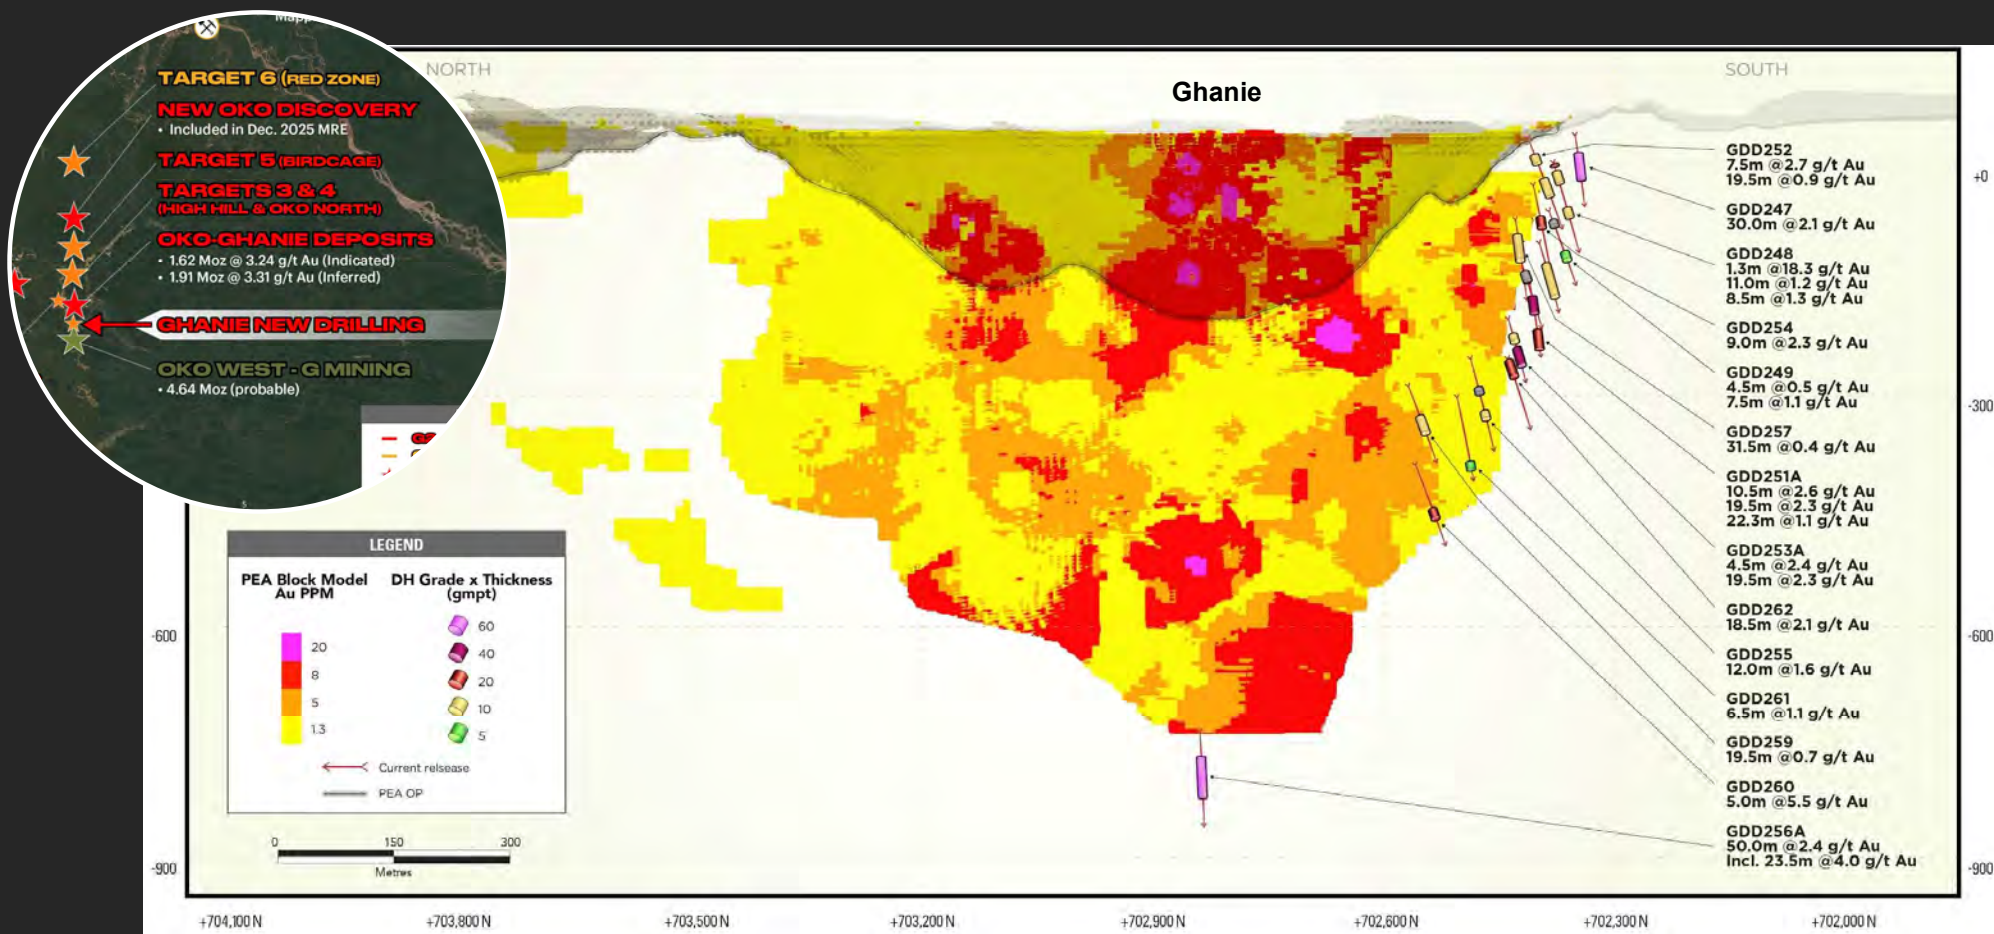 TARGET 6 (RED ZONE)
NEW OKO DISCOVERY
• Included in Dec. 2025 MRE
TARGET 5 (BIRDCAGE)
TARGETS 3 & 4
(HIGH HILL & OKO NORTH)
OKO-GHANIE DEPOSITS
• 1.62 Moz @ 3.24 g/t Au (Indicated)
• 1.91 Moz @ 3.31 g/t Au (Inferred)
GHANIE NEW DRILLING
OKO WEST - G MINING
• 4.64 Moz (probable)
5
NORTH
Ghanie
SOUTH
GDD252
7.5m @2.7 g/t Au
19.5m @0.9 g/t Au
GDD247
30.0m @2.1 g/t Au
GDD248
1.3m @18.3 g/t Au
11.0m @1.2 g/t Au
8.5m @1.3 g/t Au
GDD254
9.0m @2.3 g/t Au
GDD249
4.5m @0.5 g/t Au
7.5m @1.1 g/t Au
GDD257
31.5m @0.4 g/t Au
GDD251A
10.5m @2.6 g/t Au
19.5m @2.3 g/t Au
22.3m @1.1 g/t Au
GDD253A
4.5m @2.4 g/t Au
19.5m @2.3 g/t Au
GDD262
18.5m @2.1 g/t Au
GDD255
12.0m @1.6 g/t Au
GDD261
6.5m @1.1 g/t Au
GDD259
19.5m @0.7 g/t Au
GDD260
5.0m @5.5 g/t Au
GDD256A
50.0m @2.4 g/t Au
Incl. 23.5m @4.0 g/t Au
+0
-300
-600
-900
-600
-900
LEGEND
PEA Block Model
Au PPM
20
8
5
1.3
DH Grade x Thickness
(gmpt)
60
40
20
10
5
Current relsease
PEA OP
0 150 300
Metres
+704,100 N +703,800 N +703,500 N +703,200 N +702,900 N +702,600 N +702,300 N +702,000 N